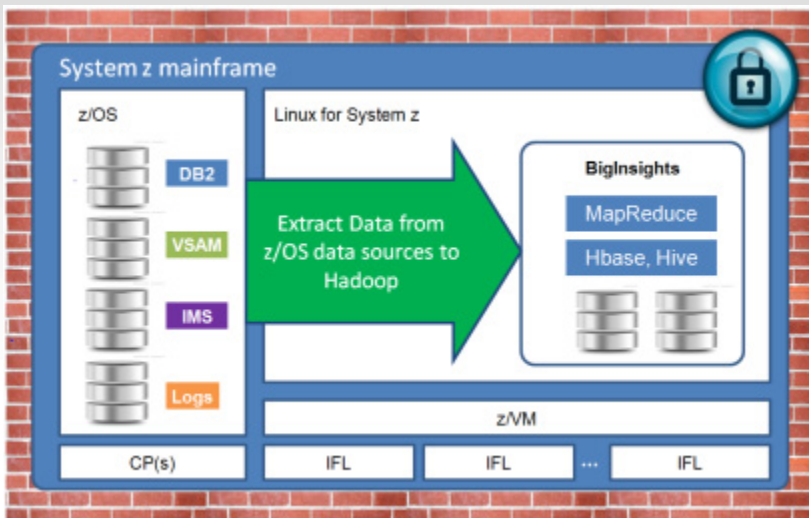 System z mainframe
z/OS
DB2
VSAM
IMS
Logs
CP(s)
Linux for System z
Extract Data from
z/OS data sources to
Hadoop
BigInsights
MapReduce
Hbase, Hive
z/VM
IFL
IFL
...
IFL